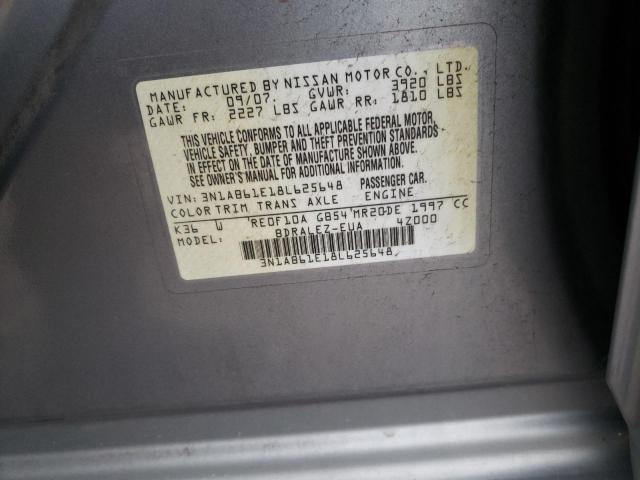 MANUFACTURED BY NISSAN MOTOR CO., LTD.
DATE: 09/07. GVWR: 3920 LBS
GAWR FR: 2227 LBS GAWR RR: 1810 LBS
THIS VEHICLE CONFORMS TO ALL APPLICABLE FEDERAL MOTOR
VEHICLE SAFETY, BUMPER AND THEFT PREVENTION STANDARDS
IN EFFECT ON THE DATE OF MANUFACTURE SHOWN ABOVE.
SEE OWNER'S MANUAL FOR ADDITIONAL INFORMATION.
VIN: 3N1AB61E18L625648 PASSENGER CAR.
COLOR TRIM TRANS AXLE ENGINE
K36 W RE0F10A GB54 MR20DE 1997 CC
MODEL: BDRALEZ-EUA 4Z000
3N1AB61E18L625648